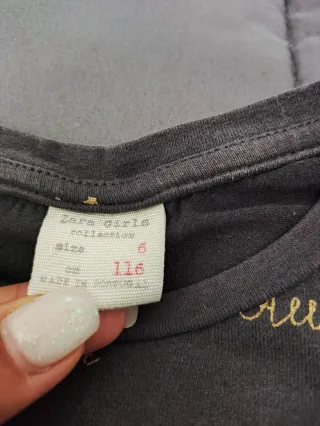 Zara Girls
collection
size 6
cm 116
MADE IN PORTUGAL